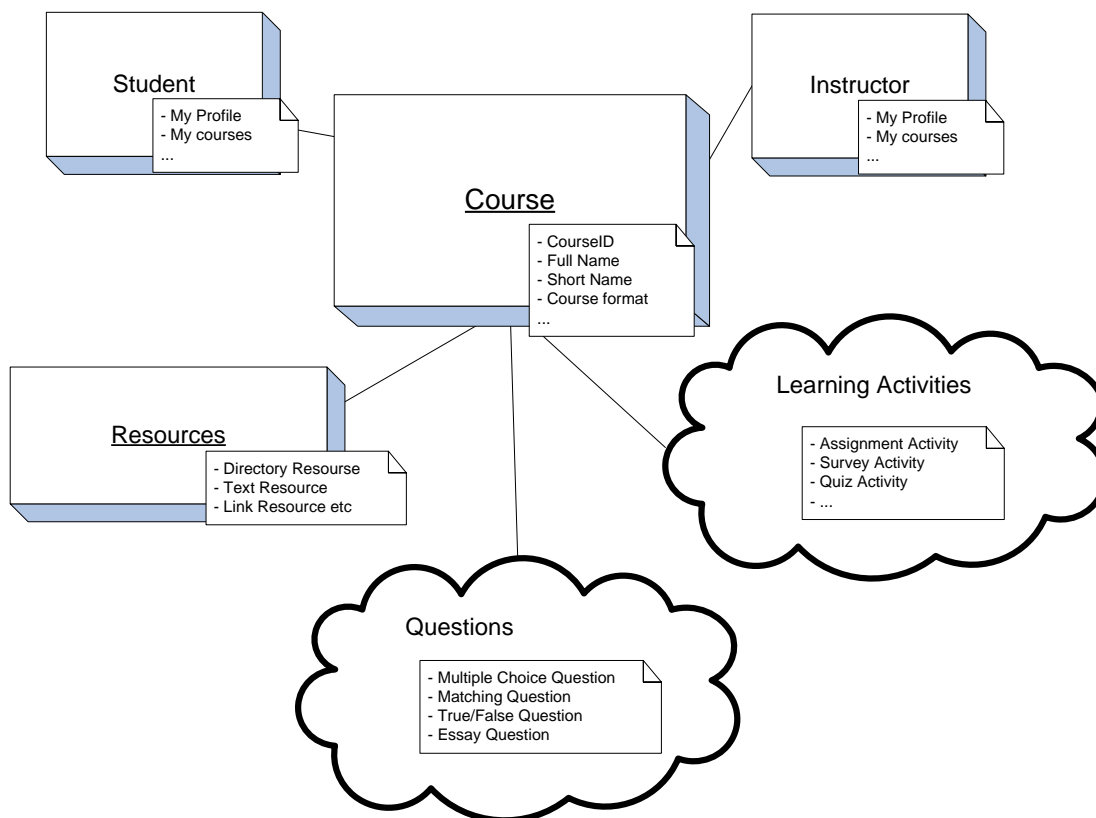 Student
- My Profile
- My courses
...
Instructor
- My Profile
- My courses
...
Course
- CourseID
- Full Name
- Short Name
- Course format
...
Resources
- Directory Resourse
- Text Resource
- Link Resource etc
Learning Activities
- Assignment Activity
- Survey Activity
- Quiz Activity
- ...
Questions
- Multiple Choice Question
- Matching Question
- True/False Question
- Essay Question